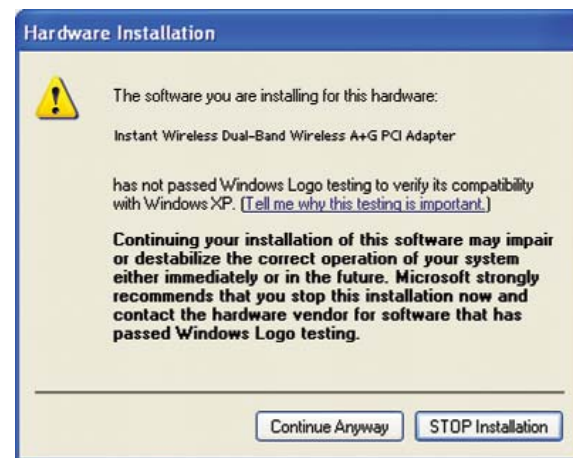 Hardware Installation
The software you are installing for this hardware:
Instant Wireless Dual-Band Wireless A+G PCI Adapter
has not passed Windows Logo testing to verify its compatibility
with Windows XP. (Tell me why this testing is important.)
Continuing your installation of this software may impair
or destabilize the correct operation of your system
either immediately or in the future. Microsoft strongly
recommends that you stop this installation now and
contact the hardware vendor for software that has
passed Windows Logo testing.
Continue Anyway
STOP Installation